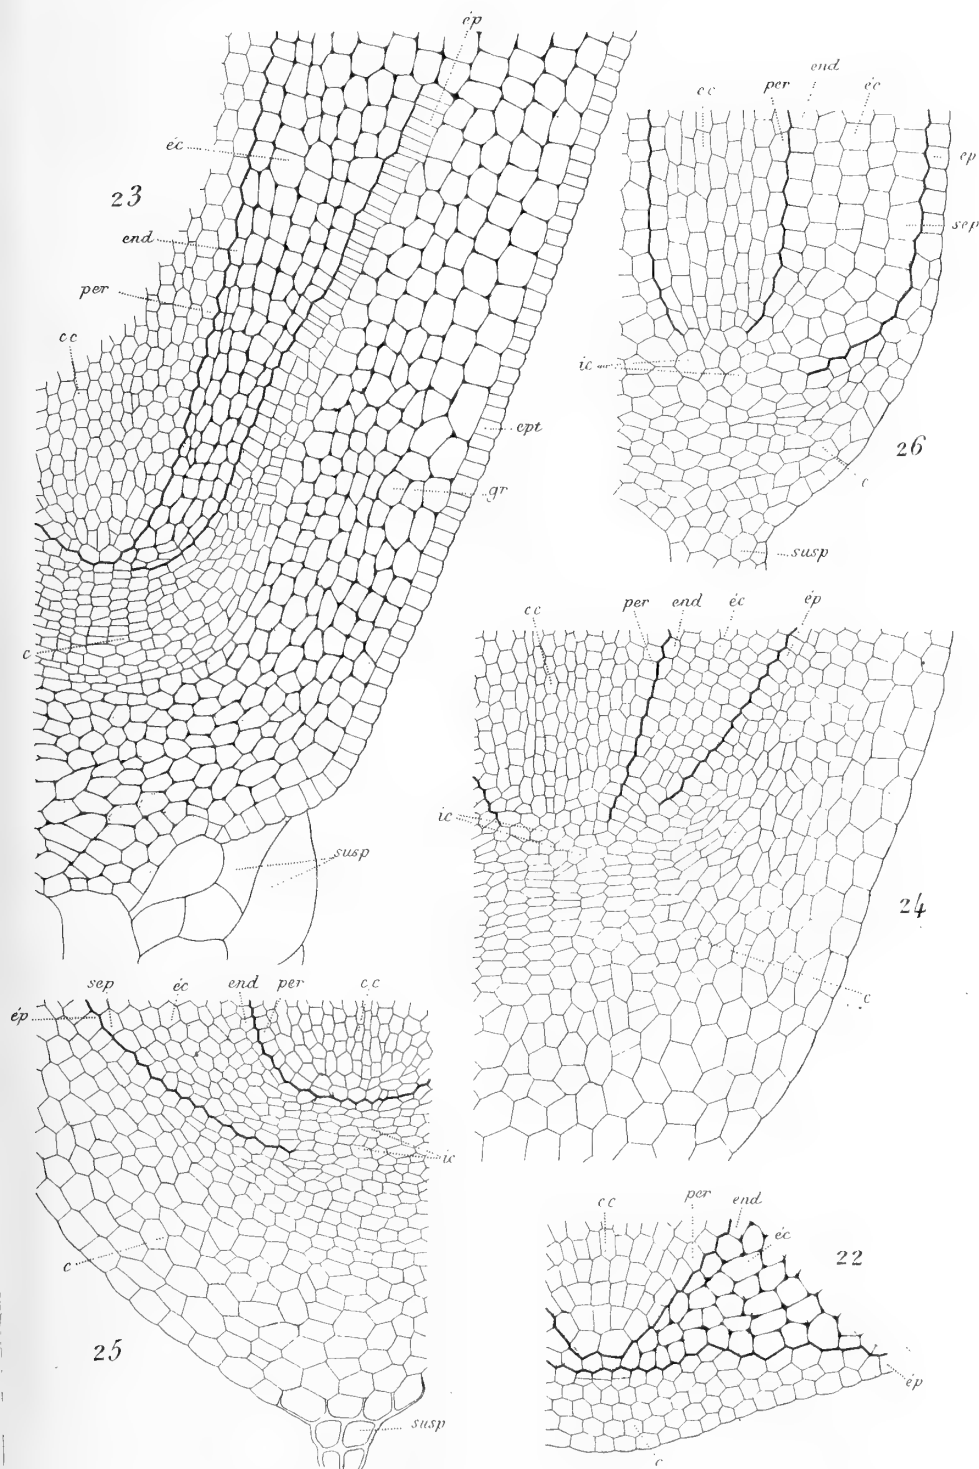 23
ép
éc
end
per
cc
ept
gr
c
susp
cc
per
end
éc
ep
sep
ic
c
26
susp
cc
per
end
éc
ép
ic
24
c
ép
sep
éc
end
per
cc
ic
c
25
susp
cc
per
end
éc
22
ép
c